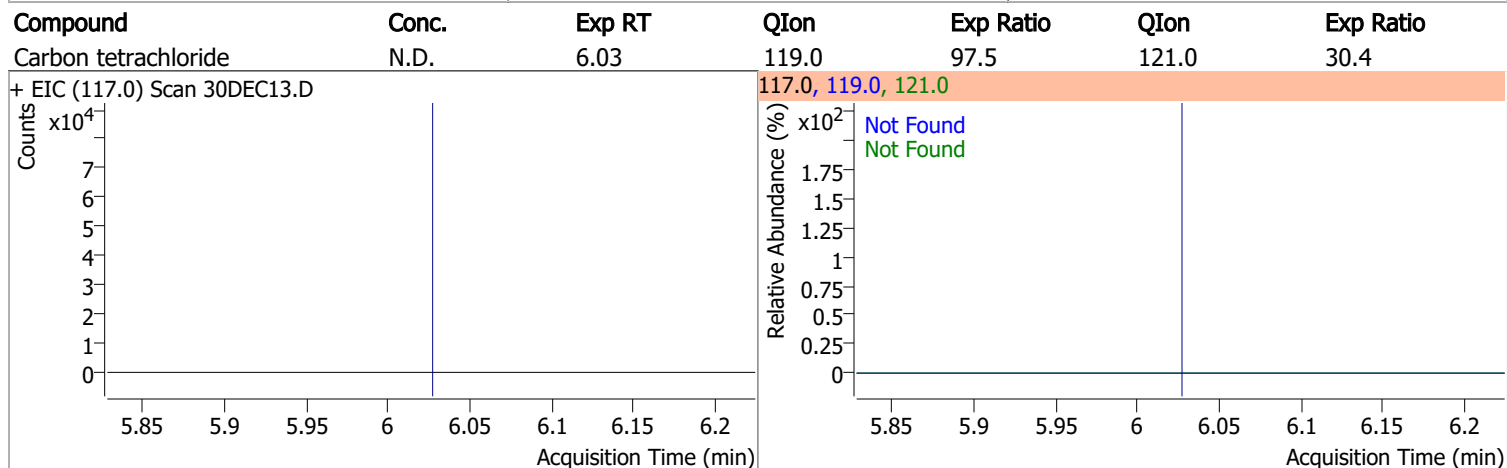 Compound Conc. Exp RT QIon Exp Ratio QIon Exp Ratio
Carbon tetrachloride N.D. 6.03 119.0 97.5 121.0 30.4
+ EIC (117.0) Scan 30DEC13.D
Counts
x10⁴
7
6
5
4
3
2
1
0
5.85 5.9 5.95 6 6.05 6.1 6.15 6.2
Acquisition Time (min)
117.0, 119.0, 121.0
Relative Abundance (%)
x10²
Not Found
Not Found
1.75
1.5
1.25
1
0.75
0.5
0.25
0
5.85 5.9 5.95 6 6.05 6.1 6.15 6.2
Acquisition Time (min)